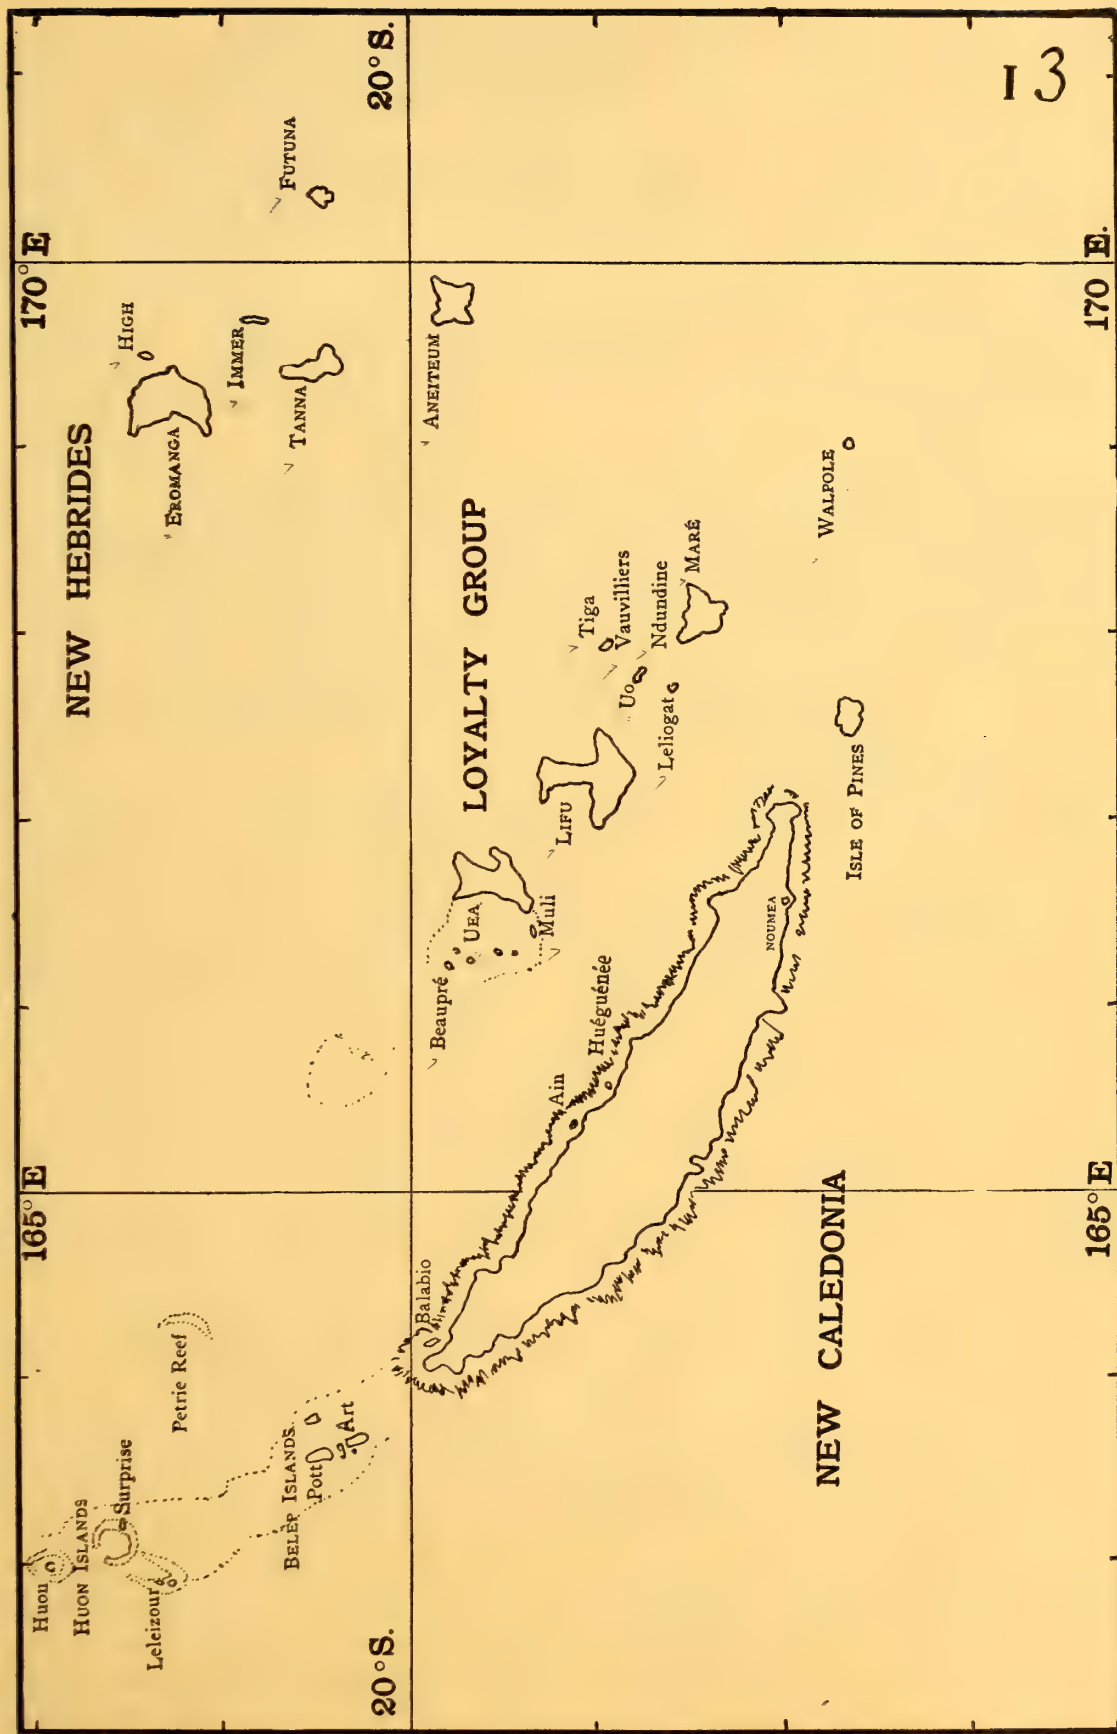 165° E
170° E
Huon
HUON ISLANDS
Surprise
Leleizour
Petrie Reef
BELEP ISLANDS
Pott
Art
NEW HEBRIDES
HIGH
EROMANGA
IMMER
TANNA
FUTUNA
20° S.
20° S.
Balabio
Beaupré
UEA
Muli
LOYALTY GROUP
ANEITEUM
LIFU
Ain
Huéguénée
Tiga
Vauvilliers
Uo
Ndundine
Leliogat
MARÉ
NOUMEA
WALPOLE
ISLE OF PINES
NEW CALEDONIA
165° E
170 E.
I 3